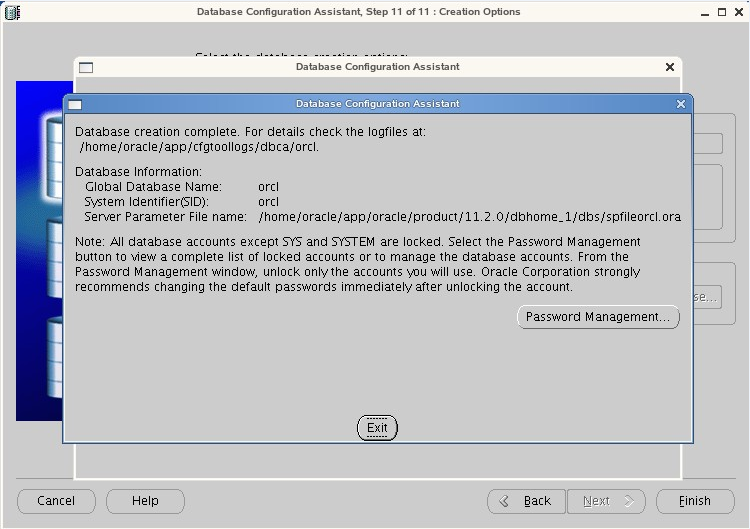 Database Configuration Assistant, Step 11 of 11 : Creation Options
Select the database creation options:
Database Configuration Assistant
Database Configuration Assistant
Database creation complete. For details check the logfiles at:
/home/oracle/app/cfgtoollogs/dbca/orcl.
Database Information:
Global Database Name: orcl
System Identifier(SID): orcl
Server Parameter File name: /home/oracle/app/oracle/product/11.2.0/dbhome_1/dbs/spfileorcl.ora
Note: All database accounts except SYS and SYSTEM are locked. Select the Password Management
button to view a complete list of locked accounts or to manage the database accounts. From the
Password Management window, unlock only the accounts you will use. Oracle Corporation strongly
recommends changing the default passwords immediately after unlocking the account.
Password Management...
se...
Exit
Cancel Help Back Next Finish